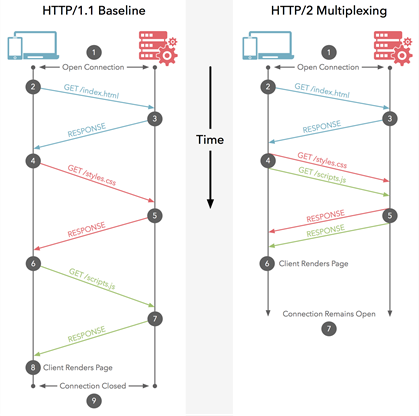 HTTP/1.1 Baseline
1
Open Connection
2
GET /index.html
3
RESPONSE
4
GET /styles.css
5
RESPONSE
6
GET /scripts.js
7
RESPONSE
8 Client Renders Page
Connection Closed
9
Time
HTTP/2 Multiplexing
1
Open Connection
2
GET /index.html
3
RESPONSE
4
GET /styles.css
GET /scripts.js
5
RESPONSE
RESPONSE
6 Client Renders Page
Connection Remains Open
7